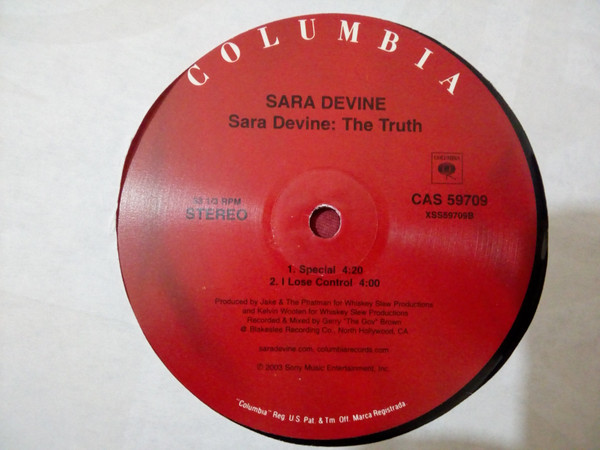 COLUMBIA
SARA DEVINE
Sara Devine: The Truth
COLUMBIA
CAS 59709
XSS59709B
33 1/3 RPM
STEREO
1. Special 4:20
2. I Lose Control 4:00
Produced by Jake & The Phatman for Whiskey Slew Productions
and Kelvin Wooten for Whiskey Slew Productions
Recorded & Mixed by Gerry "The Gov" Brown
@ Blakeslee Recording Co., North Hollywood, CA
saradevine.com, columbiarecords.com
© 2003 Sony Music Entertainment, Inc.
"Columbia" Reg. U.S. Pat. & Tm. Off. Marca Registrada.